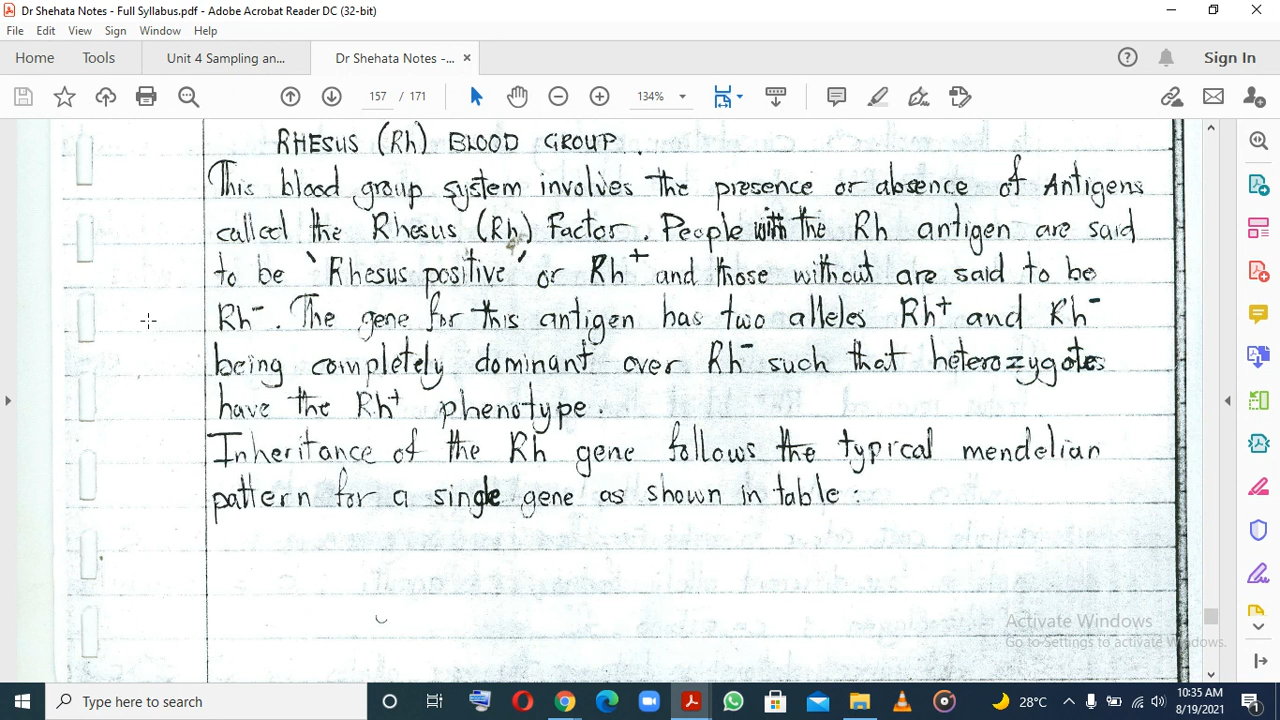 Dr Shehata Notes - Full Syllabus.pdf - Adobe Acrobat Reader DC (32-bit)
File Edit View Sign Window Help
Home Tools Unit 4 Sampling an... Dr Shehata Notes -... ×
Sign In
157 / 171 134%
RHESUS (Rh) BLOOD GROUP.
This blood group system involves the presence or absence of Antigens
called the Rhesus (Rh) Factor. People with the Rh antigen are said
to be 'Rhesus positive' or Rh+ and those without are said to be
Rh-. The gene for this antigen has two alleles Rh+ and Rh-
being completely dominant over Rh- such that heterozygotes
have the Rh+ phenotype.
Inheritance of the Rh gene follows the typical mendelian
pattern for a single gene as shown in table:
Activate Windows
Go to Settings to activate Windows.
Type here to search
28°C
:35 AM
8/19/2021
1